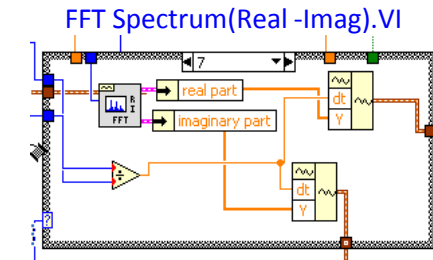 FFT Spectrum(Real -Imag).VI
7
R
I
FFT
real part
imaginary part
dt
Y
÷
dt
Y
?